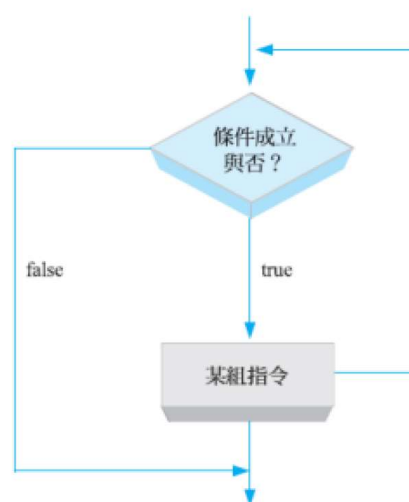 條件成立
與否？
false
true
某組指令